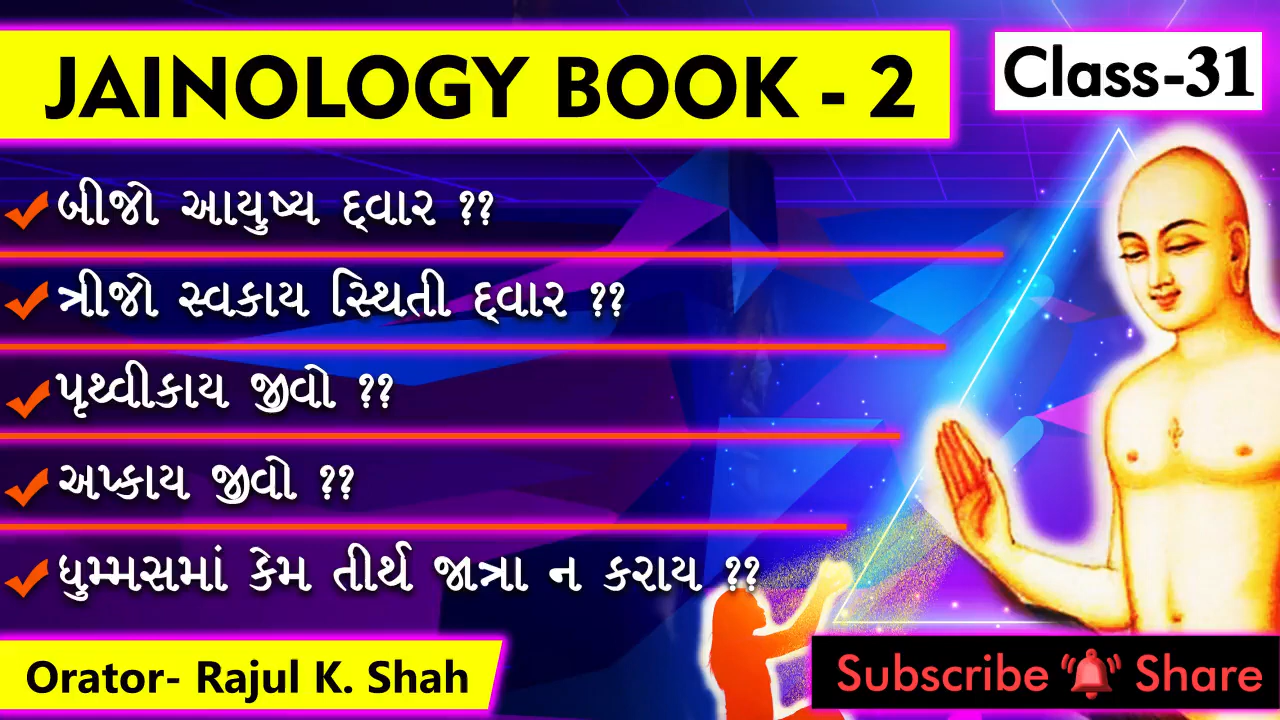 JAINOLOGY BOOK - 2
Class-31
બીજો આયુષ્ય દ્વાર ??
ત્રીજો સ્વકાય સ્થિતી દ્વાર ??
પૃથ્વીકાય જીવો ??
અપ્કાય જીવો ??
ધુમ્મસમાં કેમ તીર્થ જાત્રા ન કરાય ??
Orator- Rajul K. Shah
Subscribe Share